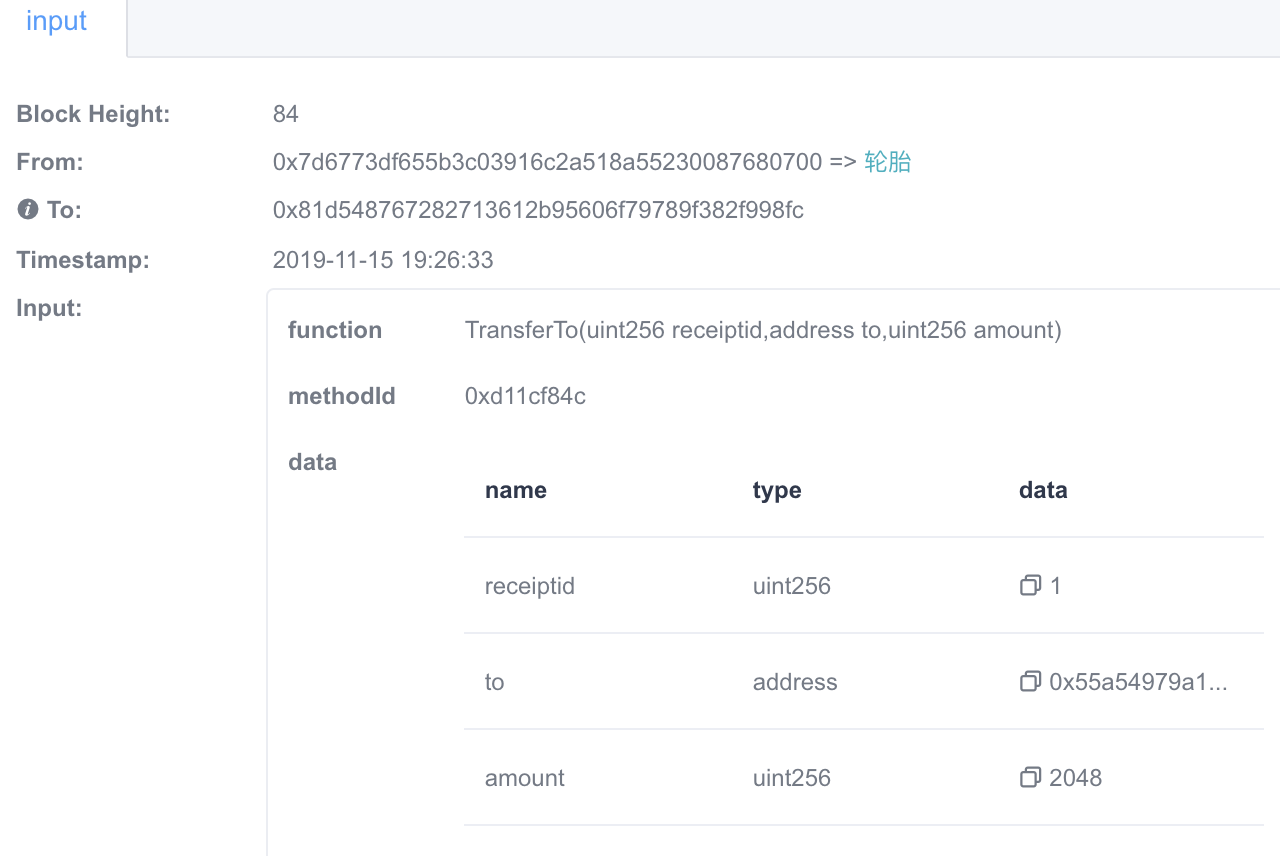 input
Block Height: 84
From: 0x7d6773df655b3c03916c2a518a55230087680700 => 轮胎
To: 0x81d548767282713612b95606f79789f382f998fc
Timestamp: 2019-11-15 19:26:33
Input:
function TransferTo(uint256 receiptid,address to,uint256 amount)
methodId 0xd11cf84c
data
name type data
receiptid uint256 1
to address 0x55a54979a1...
amount uint256 2048